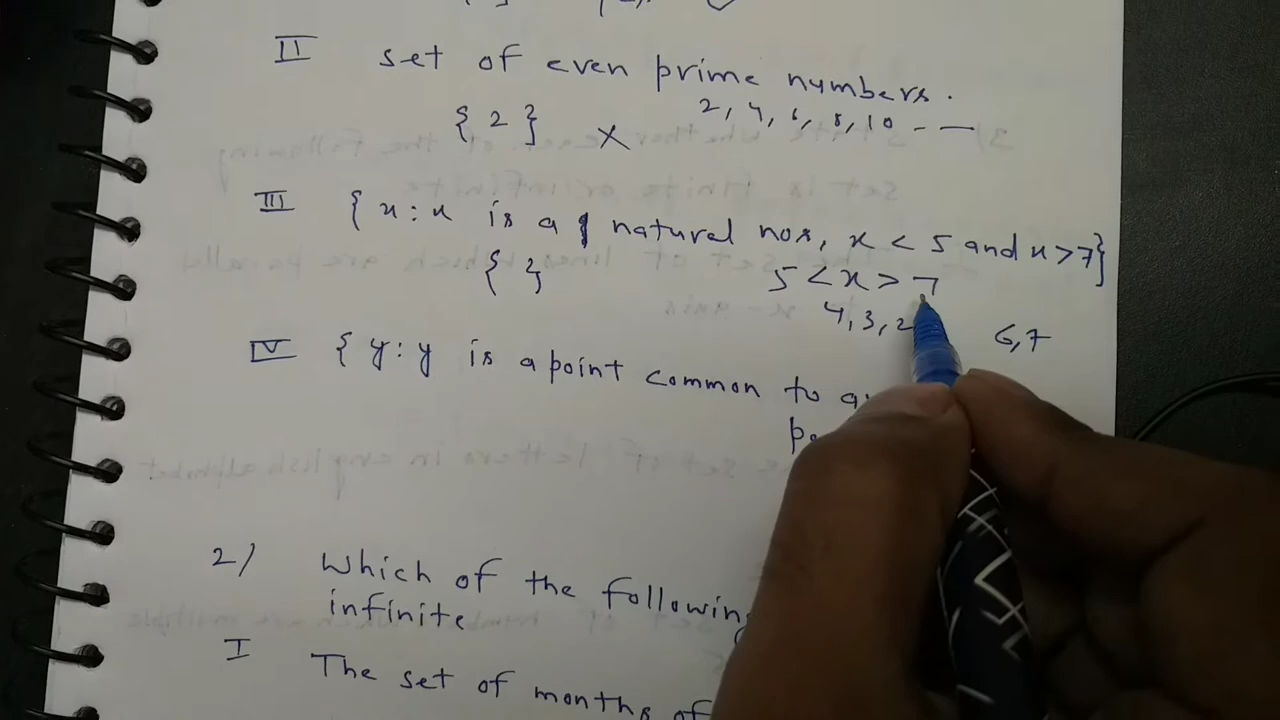 II set of even prime numbers.
{ 2 } X 2, 4, 6, 8, 10 - —
III { x : x is a natural nos, x < 5 and x > 7 }
{ } 5 < x > 7
4, 3, 2 6, 7
IV { y : y is a point common to
2) Which of the following
infinite
I The set of months of